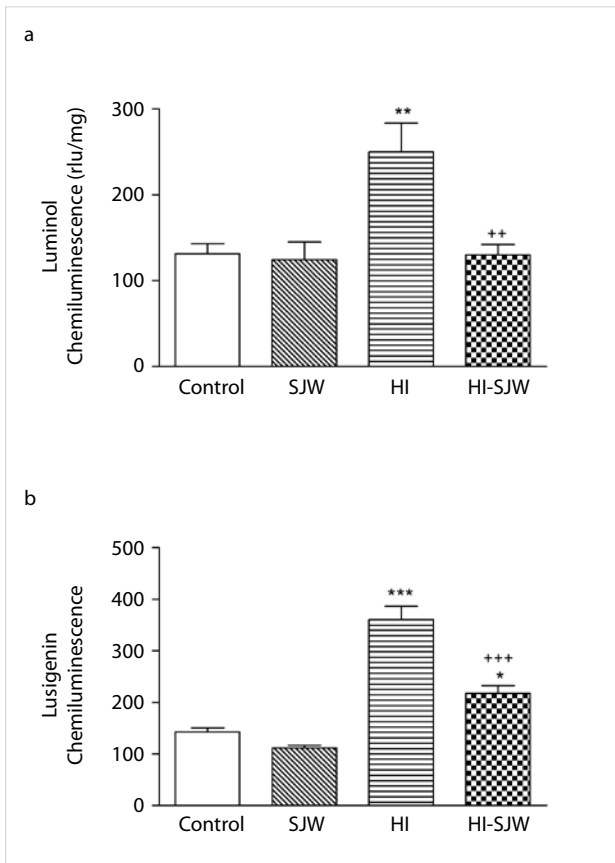 a
Luminol
Chemiluminescence (rlu/mg)
300
200
100
0
**
++
Control SJW HI HI-SJW
b
Lusigenin
Chemiluminescence
500
400
300
200
100
0
***
+++
*
Control SJW HI HI-SJW